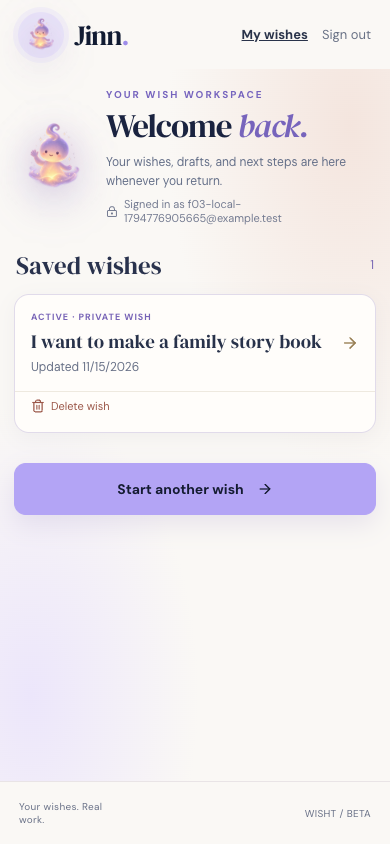 Jinn.
My wishes
Sign out
YOUR WISH WORKSPACE
Welcome back.
Your wishes, drafts, and next steps are here
whenever you return.
Signed in as f03-local-
1794776905665@example.test
Saved wishes
1
ACTIVE · PRIVATE WISH
I want to make a family story book
Updated 11/15/2026
Delete wish
Start another wish
Your wishes. Real
work.
WISHT / BETA